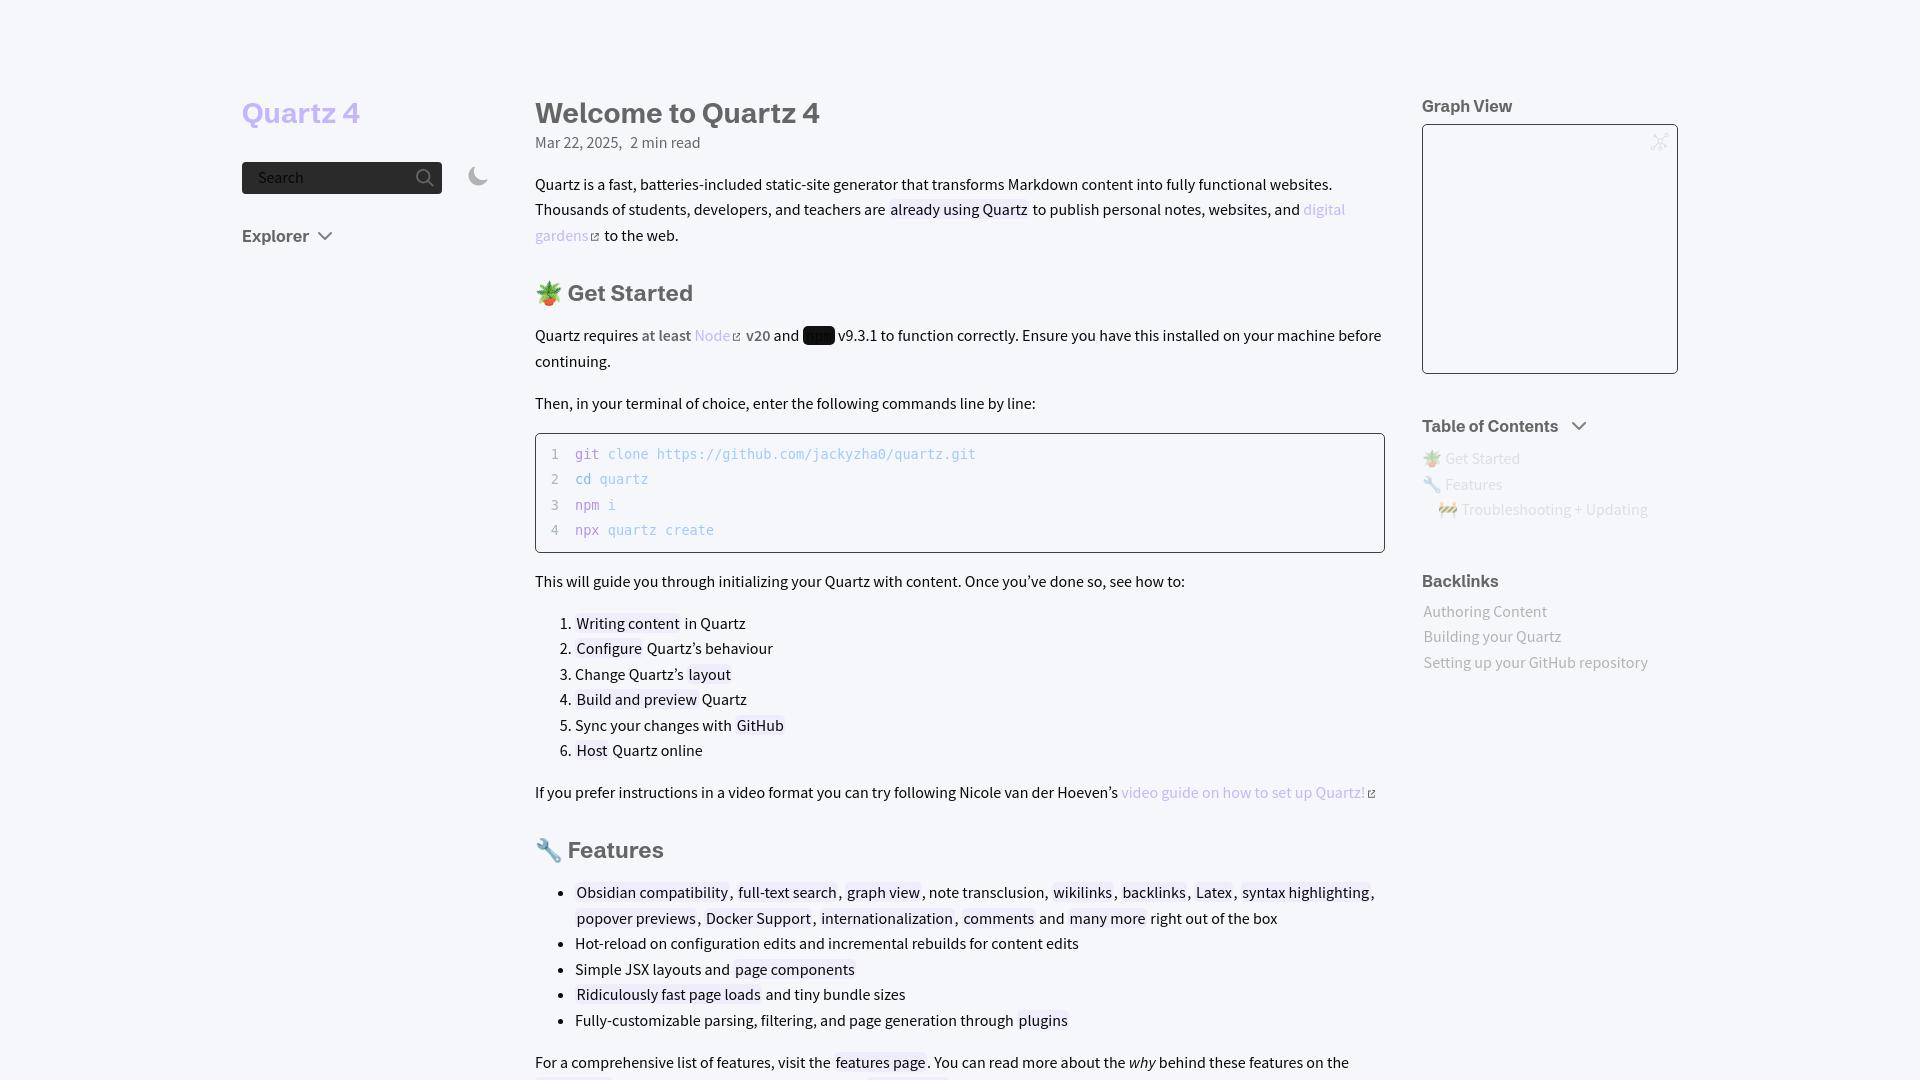 Quartz 4
Search
Explorer
Welcome to Quartz 4
Mar 22, 2025, 2 min read
Quartz is a fast, batteries-included static-site generator that transforms Markdown content into fully functional websites.
Thousands of students, developers, and teachers are already using Quartz to publish personal notes, websites, and digital
gardens to the web.
🪴 Get Started
Quartz requires at least Node v20 and v9.3.1 to function correctly. Ensure you have this installed on your machine before
continuing.
Then, in your terminal of choice, enter the following commands line by line:
1 git clone https://github.com/jackyzha0/quartz.git
2 cd quartz
3 npm i
4 npx quartz create
This will guide you through initializing your Quartz with content. Once you’ve done so, see how to:
1. Writing content in Quartz
2. Configure Quartz’s behaviour
3. Change Quartz’s layout
4. Build and preview Quartz
5. Sync your changes with GitHub
6. Host Quartz online
If you prefer instructions in a video format you can try following Nicole van der Hoeven’s video guide on how to set up Quartz!
🔧 Features
• Obsidian compatibility, full-text search, graph view, note transclusion, wikilinks, backlinks, Latex, syntax highlighting,
popover previews, Docker Support, internationalization, comments and many more right out of the box
• Hot-reload on configuration edits and incremental rebuilds for content edits
• Simple JSX layouts and page components
• Ridiculously fast page loads and tiny bundle sizes
• Fully-customizable parsing, filtering, and page generation through plugins
For a comprehensive list of features, visit the features page. You can read more about the why behind these features on the
Graph View
Table of Contents
🪴 Get Started
🔧 Features
🚧 Troubleshooting + Updating
Backlinks
Authoring Content
Building your Quartz
Setting up your GitHub repository